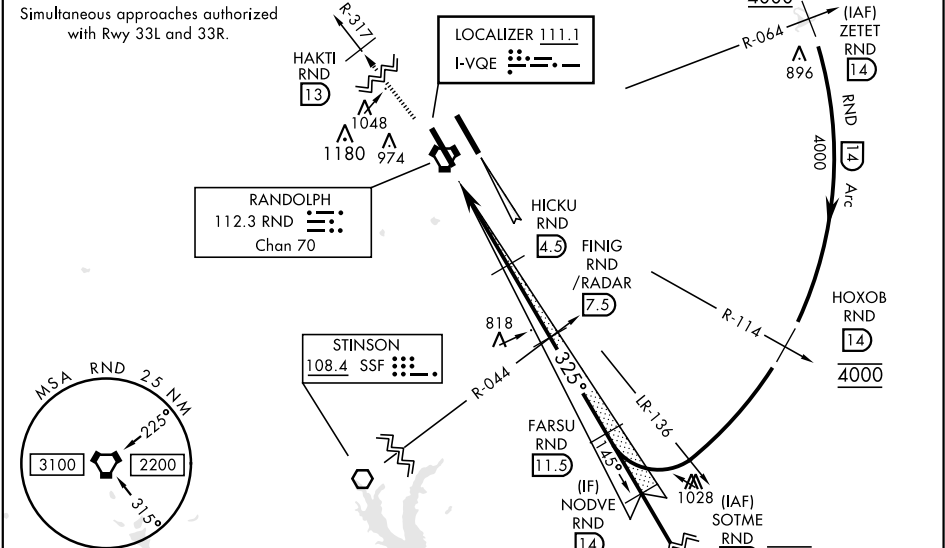 Simultaneous approaches authorized
with Rwy 33L and 33R.
R-317
HAKTI
RND
13
LOCALIZER 111.1
I-VQE
1048
1180
974
RANDOLPH
112.3 RND
Chan 70
R-064
(IAF)
ZETET
RND
14
896
RND
14
Arc
4000
HICKU
RND
4.5
FINIG
RND
/RADAR
7.5
R-114
HOXOB
RND
14
4000
818
STINSON
108.4 SSF
R-044
325°
LR-136
FARSU
RND
11.5
145°
(IF)
NODVE
RND
14
1028
(IAF)
SOTME
RND
MSA RND 25 NM
225°
3100
2200
315°